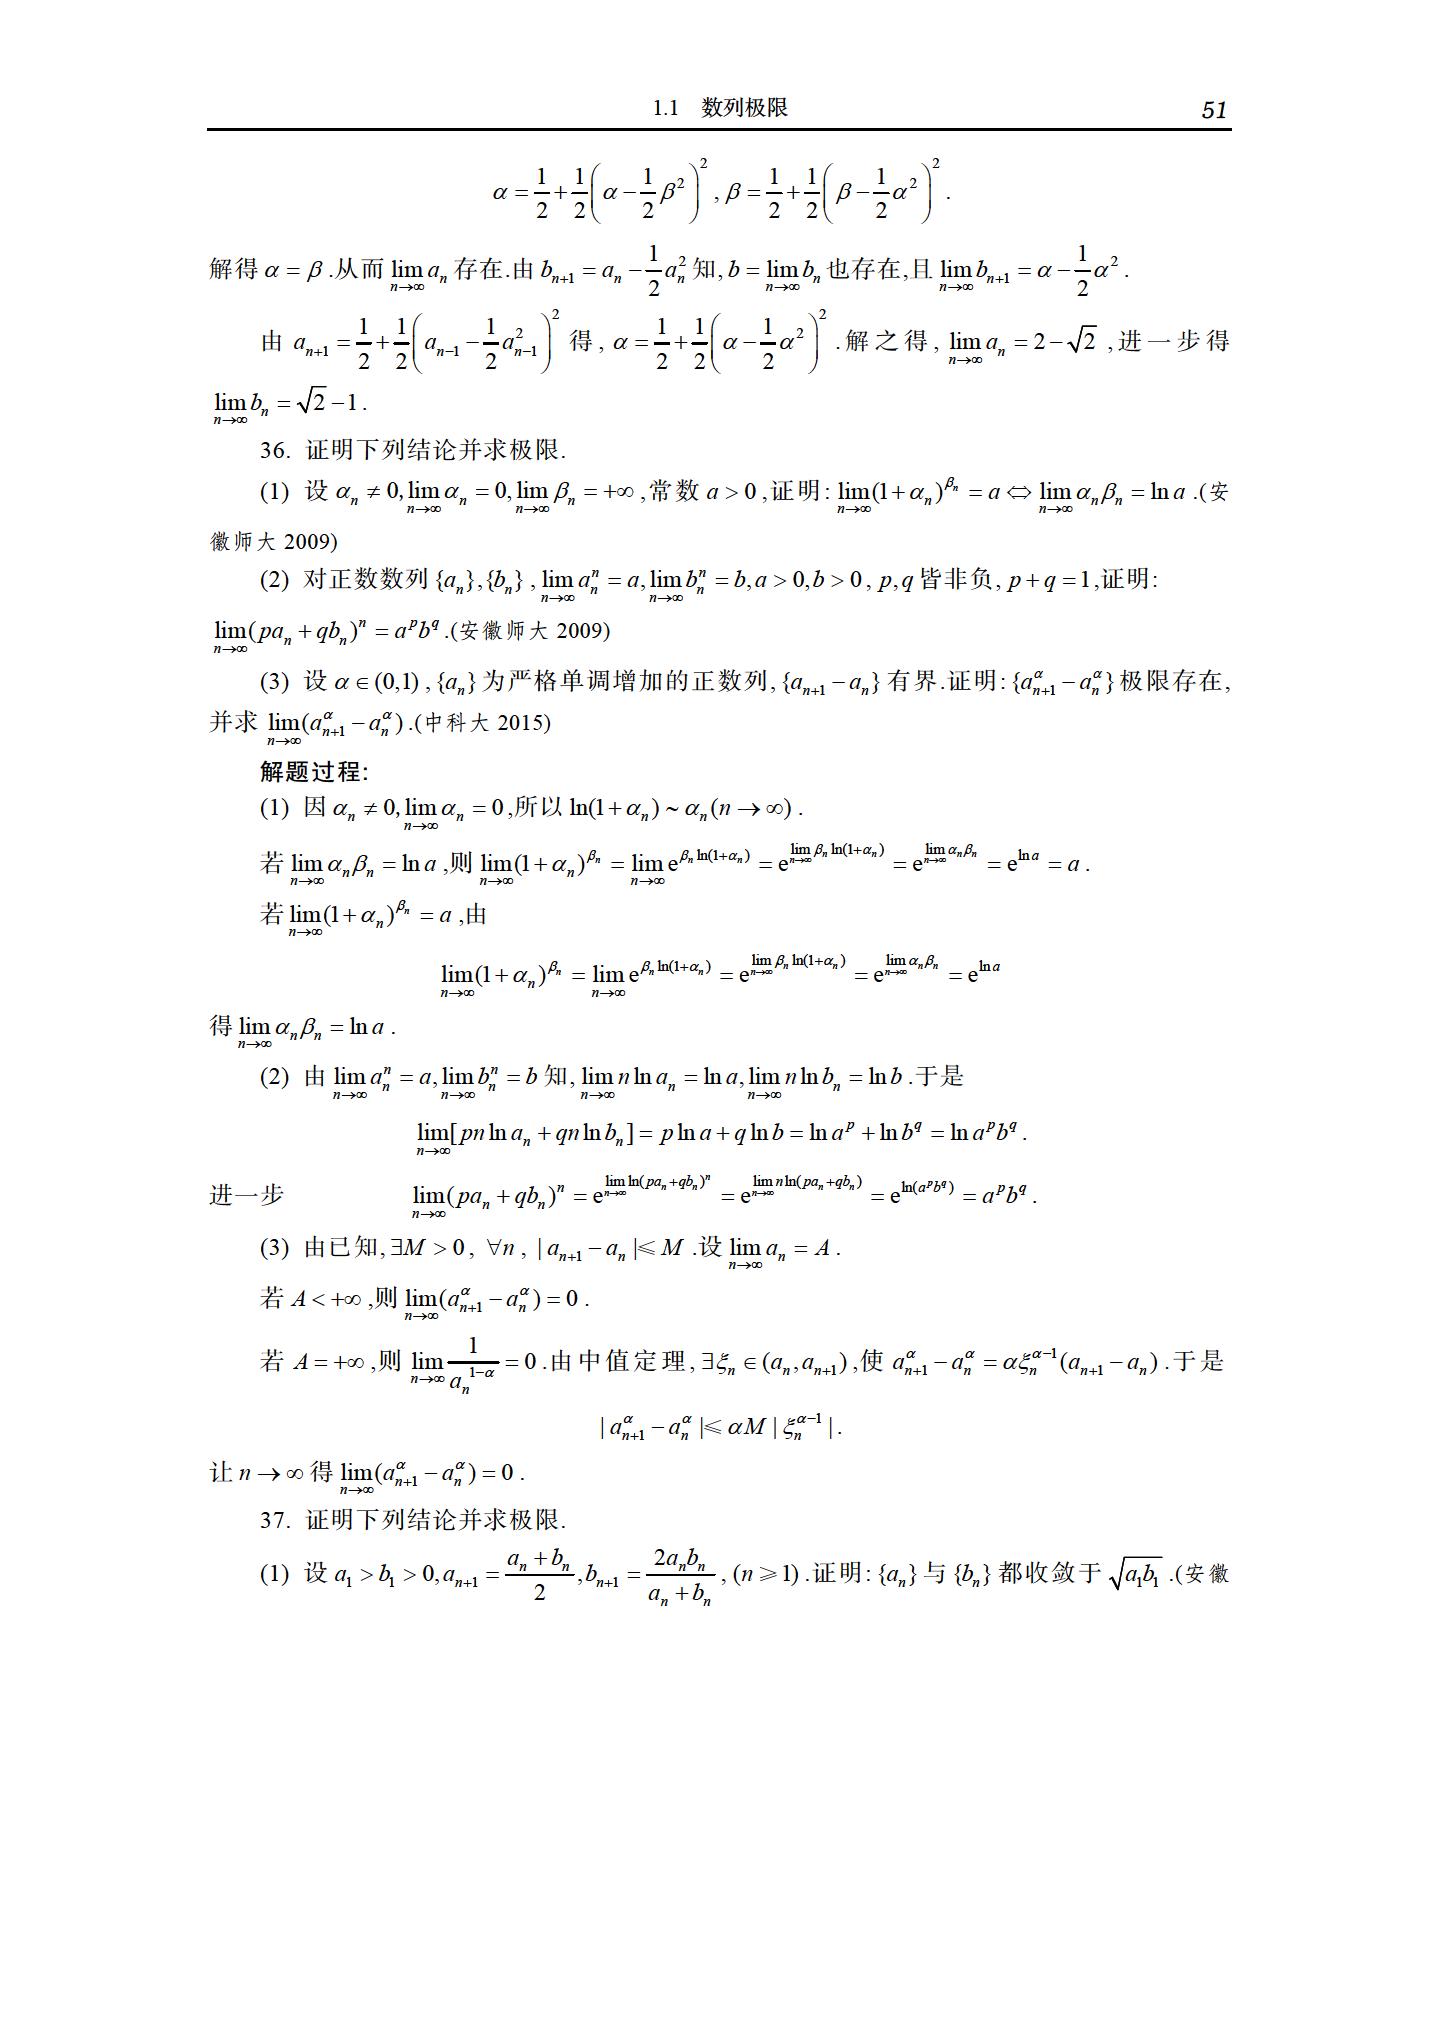 1.1 数列极限 51
$\alpha=\frac{1}{2}+\frac{1}{2}\left(\alpha-\frac{1}{2}\beta^2\right)^2,\beta=\frac{1}{2}+\frac{1}{2}\left(\beta-\frac{1}{2}\alpha^2\right)^2.$
解得 $\alpha=\beta$.从而 $\lim_{n\to\infty}a_n$ 存在.由 $b_{n+1}=a_n-\frac{1}{2}a_n^2$ 知,$b=\lim_{n\to\infty}b_n$ 也存在,且 $\lim_{n\to\infty}b_{n+1}=\alpha-\frac{1}{2}\alpha^2$.
由 $a_{n+1}=\frac{1}{2}+\frac{1}{2}\left(a_{n-1}-\frac{1}{2}a_{n-1}^2\right)^2$ 得,$\alpha=\frac{1}{2}+\frac{1}{2}\left(\alpha-\frac{1}{2}\alpha^2\right)^2$.解之得,$\lim_{n\to\infty}a_n=2-\sqrt{2}$,进一步得
$\lim_{n\to\infty}b_n=\sqrt{2}-1$.
36. 证明下列结论并求极限.
(1) 设 $\alpha_n\neq 0,\lim_{n\to\infty}\alpha_n=0,\lim_{n\to\infty}\beta_n=+\infty$,常数 $a>0$,证明:$\lim_{n\to\infty}(1+\alpha_n)^{\beta_n}=a\Leftrightarrow\lim_{n\to\infty}\alpha_n\beta_n=\ln a$.(安
徽师大 2009)
(2) 对正数数列 $\{a_n\},\{b_n\}$,$\lim_{n\to\infty}a_n^n=a,\lim_{n\to\infty}b_n^n=b,a>0,b>0$,$p,q$ 皆非负,$p+q=1$,证明:
$\lim_{n\to\infty}(pa_n+qb_n)^n=a^pb^q$.(安徽师大 2009)
(3) 设 $\alpha\in(0,1)$,$\{a_n\}$ 为严格单调增加的正数列,$\{a_{n+1}-a_n\}$ 有界.证明:$\{a_{n+1}^\alpha-a_n^\alpha\}$ 极限存在,
并求 $\lim_{n\to\infty}(a_{n+1}^\alpha-a_n^\alpha)$.(中科大 2015)
解题过程:
(1) 因 $\alpha_n\neq 0,\lim_{n\to\infty}\alpha_n=0$,所以 $\ln(1+\alpha_n)\sim\alpha_n(n\to\infty)$.
若 $\lim_{n\to\infty}\alpha_n\beta_n=\ln a$,则 $\lim_{n\to\infty}(1+\alpha_n)^{\beta_n}=\lim_{n\to\infty}e^{\beta_n\ln(1+\alpha_n)}=e^{\lim_{n\to\infty}\beta_n\ln(1+\alpha_n)}=e^{\lim_{n\to\infty}\alpha_n\beta_n}=e^{\ln a}=a$.
若 $\lim_{n\to\infty}(1+\alpha_n)^{\beta_n}=a$,由
$\lim_{n\to\infty}(1+\alpha_n)^{\beta_n}=\lim_{n\to\infty}e^{\beta_n\ln(1+\alpha_n)}=e^{\lim_{n\to\infty}\beta_n\ln(1+\alpha_n)}=e^{\lim_{n\to\infty}\alpha_n\beta_n}=e^{\ln a}$
得 $\lim_{n\to\infty}\alpha_n\beta_n=\ln a$.
(2) 由 $\lim_{n\to\infty}a_n^n=a,\lim_{n\to\infty}b_n^n=b$ 知,$\lim_{n\to\infty}n\ln a_n=\ln a,\lim_{n\to\infty}n\ln b_n=\ln b$.于是
$\lim_{n\to\infty}[pn\ln a_n+qn\ln b_n]=p\ln a+q\ln b=\ln a^p+\ln b^q=\ln a^pb^q$.
进一步 $\lim_{n\to\infty}(pa_n+qb_n)^n=e^{\lim_{n\to\infty}\ln(pa_n+qb_n)^n}=e^{\lim_{n\to\infty}n\ln(pa_n+qb_n)}=e^{\ln(a^pb^q)}=a^pb^q$.
(3) 由已知,$\exists M>0$,$\forall n$,$|a_{n+1}-a_n|\leqslant M$.设 $\lim_{n\to\infty}a_n=A$.
若 $A<+\infty$,则 $\lim_{n\to\infty}(a_{n+1}^\alpha-a_n^\alpha)=0$.
若 $A=+\infty$,则 $\lim_{n\to\infty}\frac{1}{a_n^{1-\alpha}}=0$.由中值定理,$\exists\xi_n\in(a_n,a_{n+1})$,使 $a_{n+1}^\alpha-a_n^\alpha=\alpha\xi_n^{\alpha-1}(a_{n+1}-a_n)$.于是
$|a_{n+1}^\alpha-a_n^\alpha|\leqslant\alpha M|\xi_n^{\alpha-1}|$.
让 $n\to\infty$ 得 $\lim_{n\to\infty}(a_{n+1}^\alpha-a_n^\alpha)=0$.
37. 证明下列结论并求极限.
(1) 设 $a_1>b_1>0,a_{n+1}=\frac{a_n+b_n}{2},b_{n+1}=\frac{2a_nb_n}{a_n+b_n},(n\geqslant 1)$.证明:$\{a_n\}$ 与 $\{b_n\}$ 都收敛于 $\sqrt{a_1b_1}$.(安徽